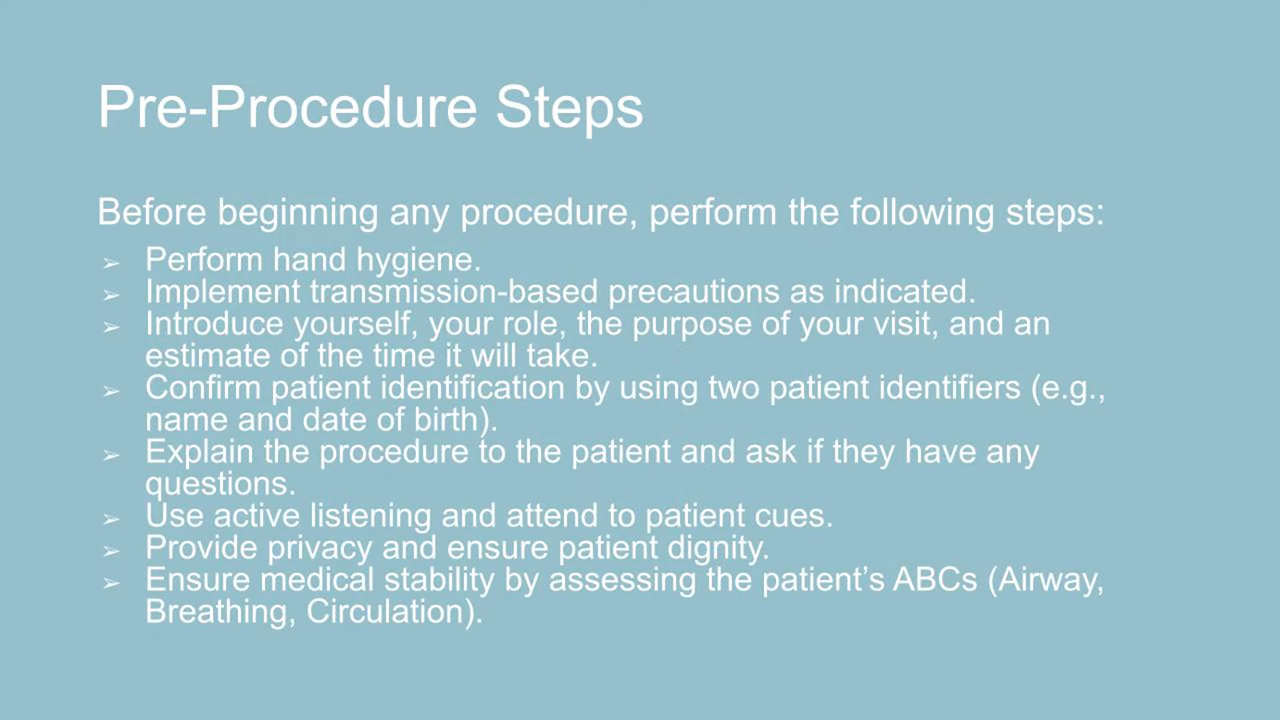 Pre-Procedure Steps
Before beginning any procedure, perform the following steps:
➢ Perform hand hygiene.
➢ Implement transmission-based precautions as indicated.
➢ Introduce yourself, your role, the purpose of your visit, and an
estimate of the time it will take.
➢ Confirm patient identification by using two patient identifiers (e.g.,
name and date of birth).
➢ Explain the procedure to the patient and ask if they have any
questions.
➢ Use active listening and attend to patient cues.
➢ Provide privacy and ensure patient dignity.
➢ Ensure medical stability by assessing the patient’s ABCs (Airway,
Breathing, Circulation).